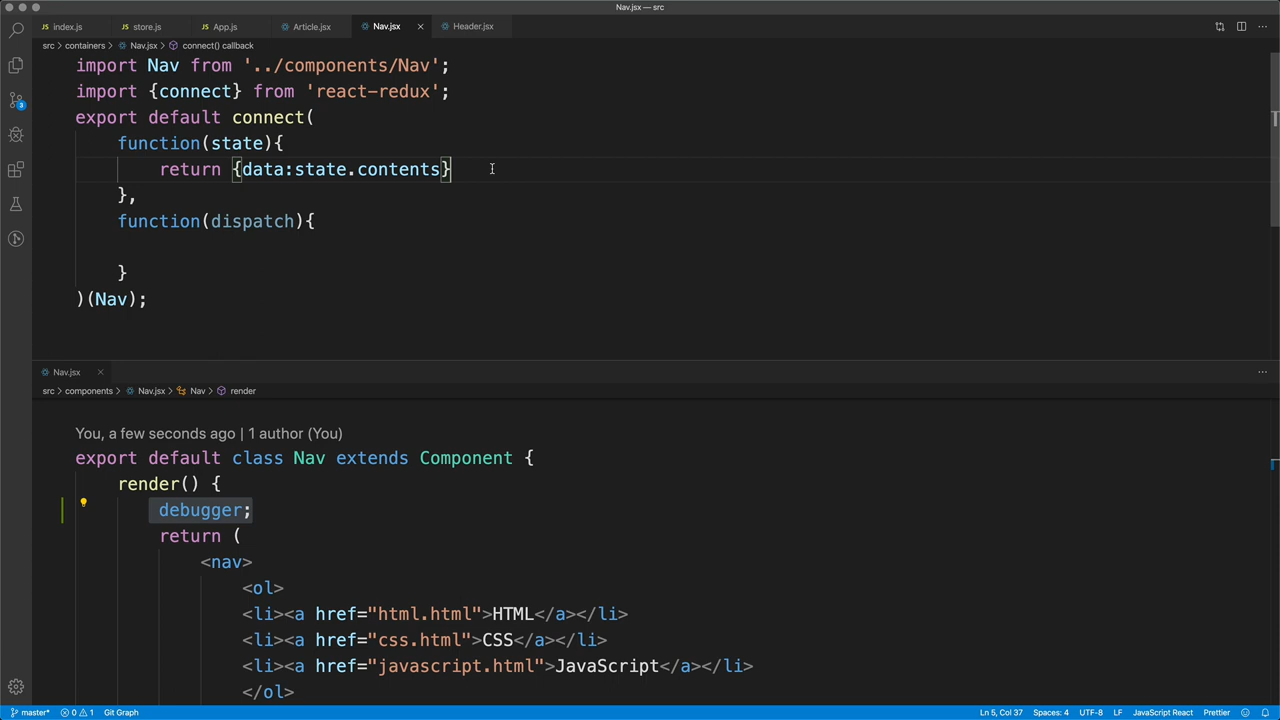 Nav.jsx — src
index.js
store.js
App.js
Article.jsx
Nav.jsx
Header.jsx
src > containers > Nav.jsx > connect() callback
import Nav from '../components/Nav';
import {connect} from 'react-redux';
export default connect(
function(state){
return {data:state.contents}
},
function(dispatch){
}
)(Nav);
Nav.jsx
src > components > Nav.jsx > Nav > render
You, a few seconds ago | 1 author (You)
export default class Nav extends Component {
render() {
debugger;
return (
<nav>
<ol>
<li><a href="html.html">HTML</a></li>
<li><a href="css.html">CSS</a></li>
<li><a href="javascript.html">JavaScript</a></li>
</ol>
3
master* 0 1 Git Graph Ln 5, Col 37 Spaces: 4 UTF-8 LF JavaScript React Prettier